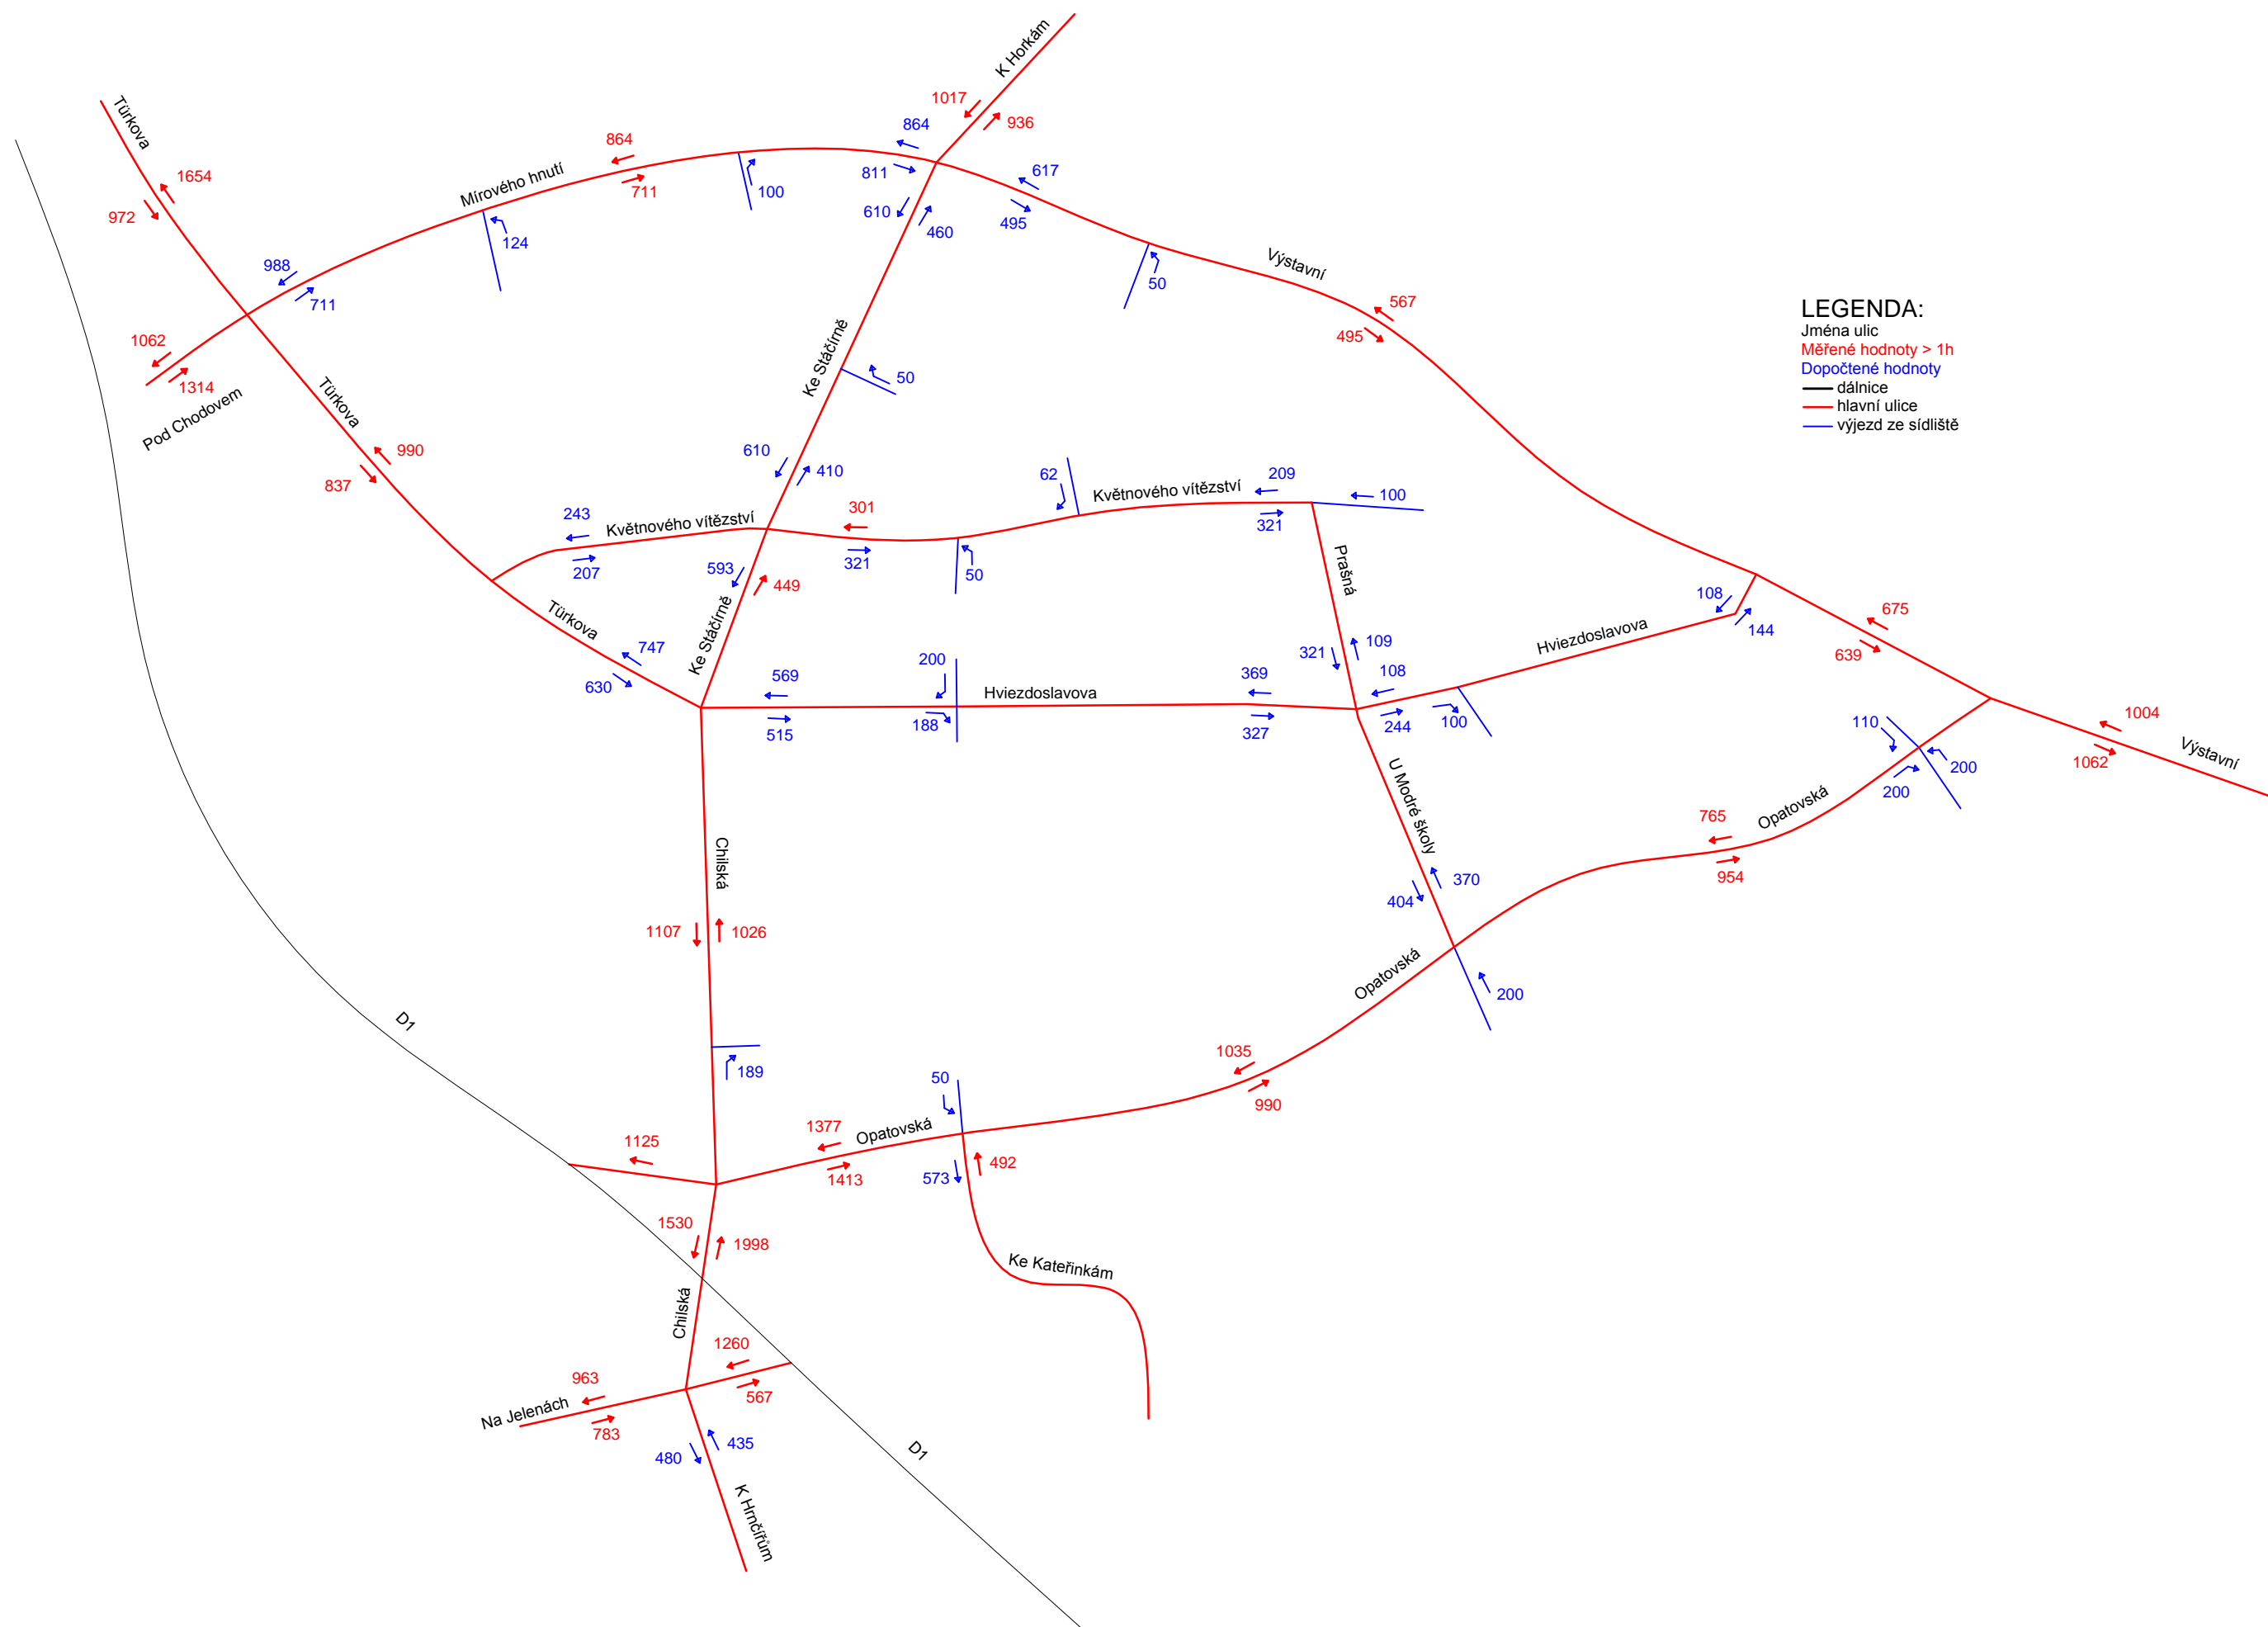 K Horkám
1017
936
Türkova
864
864
617
1654
Mírového hnutí
711
811
100
972
610
460
495
124
50
Výstavní
988
711
567
495
LEGENDA:
Jména ulic
Měřené hodnoty > 1h
Dopočtené hodnoty
dálnice
hlavní ulice
výjezd ze sídliště
1062
1314
Pod Chodovem
Türkova
Ke Stáčírně
50
990
837
610
410
62
Květnového vítězství
209
100
243
Květnového vítězství
301
321
207
321
50
593
449
Prašná
Ke Stáčírně
Türkova
108
144
675
639
747
630
321
109
Hviezdoslavova
569
200
Hviezdoslavova
369
108
515
188
327
244
100
110
200
200
1004
1062
Výstavní
U Modré školy
765
Opatovská
954
Chilská
404
370
1107
1026
Opatovská
200
D1
189
50
1035
990
1125
1377
Opatovská
1413
573
492
1530
1998
Ke Kateřinkám
Chilská
1260
567
963
Na Jelenách
783
480
435
D1
K Hrnčířům